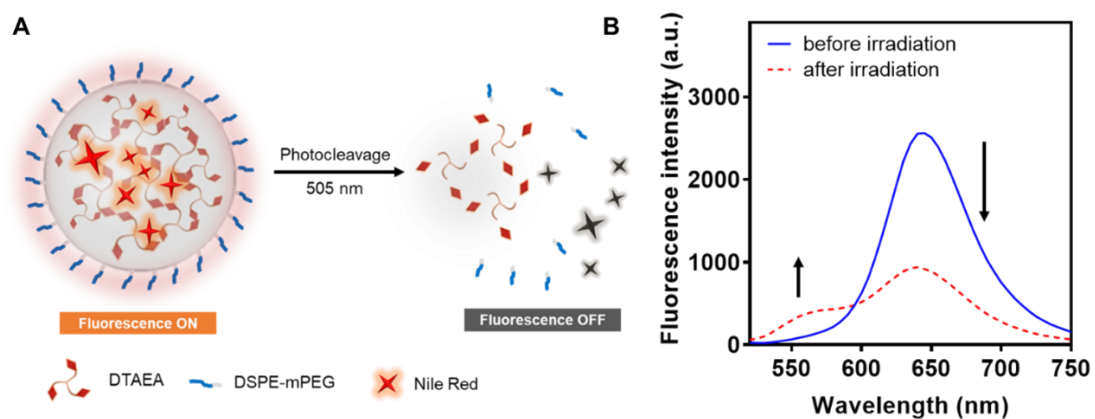 A
Photocleavage
505 nm
Fluorescence ON
Fluorescence OFF
DTAEA
DSPE-mPEG
Nile Red
B
before irradiation
after irradiation
Fluorescence intensity (a.u.)
3000
2000
1000
0
550 600 650 700 750
Wavelength (nm)